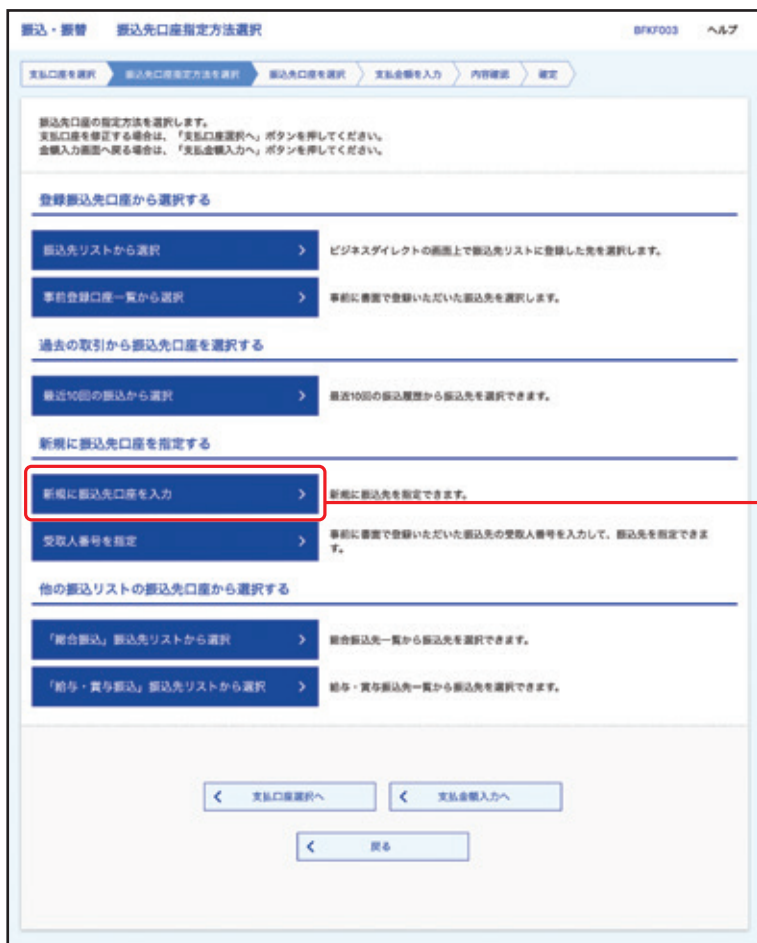 振込・振替　振込先口座指定方法選択
BFKF003　ヘルプ
支払口座を選択　振込先口座指定方法を選択　振込先口座を選択　支払金額を入力　内容確認　確定
振込先口座の指定方法を選択します。
支払口座を修正する場合は、「支払口座選択へ」ボタンを押してください。
金額入力画面へ戻る場合は、「支払金額入力へ」ボタンを押してください。
登録振込先口座から選択する
振込先リストから選択
ビジネスダイレクトの画面上で振込先リストに登録した先を選択します。
事前登録口座一覧から選択
事前に書面で登録いただいた振込先を選択します。
過去の取引から振込先口座を選択する
最近10回の振込から選択
最近10回の振込履歴から振込先を選択できます。
新規に振込先口座を指定する
新規に振込先口座を入力
新規に振込先を指定できます。
受取人番号を指定
事前に書面で登録いただいた振込先の受取人番号を入力して、振込先を指定できま
す。
他の振込リストの振込先口座から選択する
「総合振込」振込先リストから選択
総合振込先一覧から振込先を選択できます。
「給与・賞与振込」振込先リストから選択
給与・賞与振込先一覧から振込先を選択できます。
支払口座選択へ
支払金額入力へ
戻る